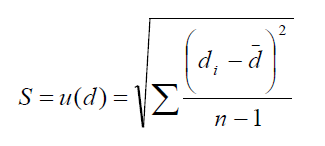 S = u(d) = √∑ (dᵢ − d̄)² / n − 1